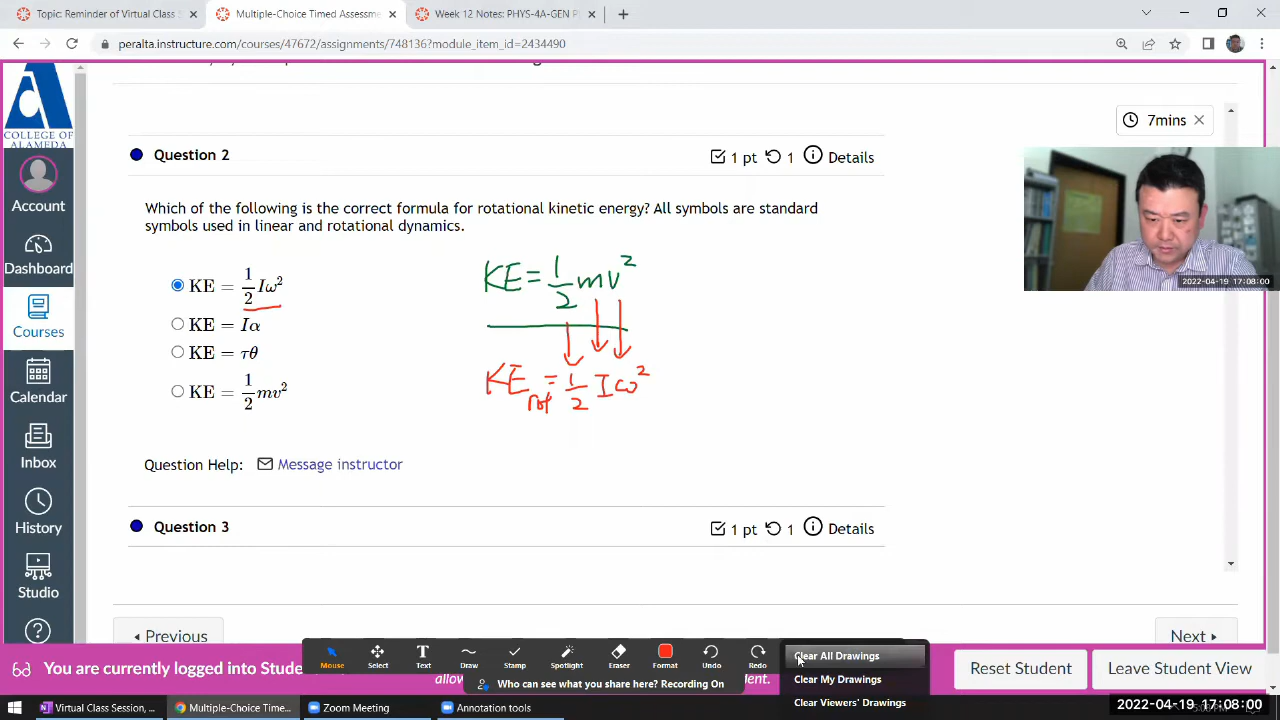 Topic: Reminder of Virtual Class S
Multiple-Choice Timed Assessme
Week 12 Notes: PHYS-4A-GEN P
peralta.instructure.com/courses/47672/assignments/748136?module_item_id=2434490
COLLEGE OF
ALAMEDA
Account
Dashboard
Courses
Calendar
Inbox
History
Studio
7mins
Question 2
1 pt
1
Details
Which of the following is the correct formula for rotational kinetic energy? All symbols are standard
symbols used in linear and rotational dynamics.
KE = 1/2 Iω²
KE = Iα
KE = τθ
KE = 1/2 mv²
KE = 1/2 mv²
KE rot = 1/2 Iω²
Question Help:
Message instructor
Question 3
1 pt
1
Details
Previous
Next
2022-04-19 17:08:00
Mouse
Select
Text
Draw
Stamp
Spotlight
Eraser
Format
Undo
Redo
Clear All Drawings
Clear My Drawings
Clear Viewers' Drawings
Who can see what you share here? Recording On
You are currently logged into Stude
Reset Student
Leave Student View
Virtual Class Session, ...
Multiple-Choice Time...
Zoom Meeting
Annotation tools
2022-04-19 17:08:00